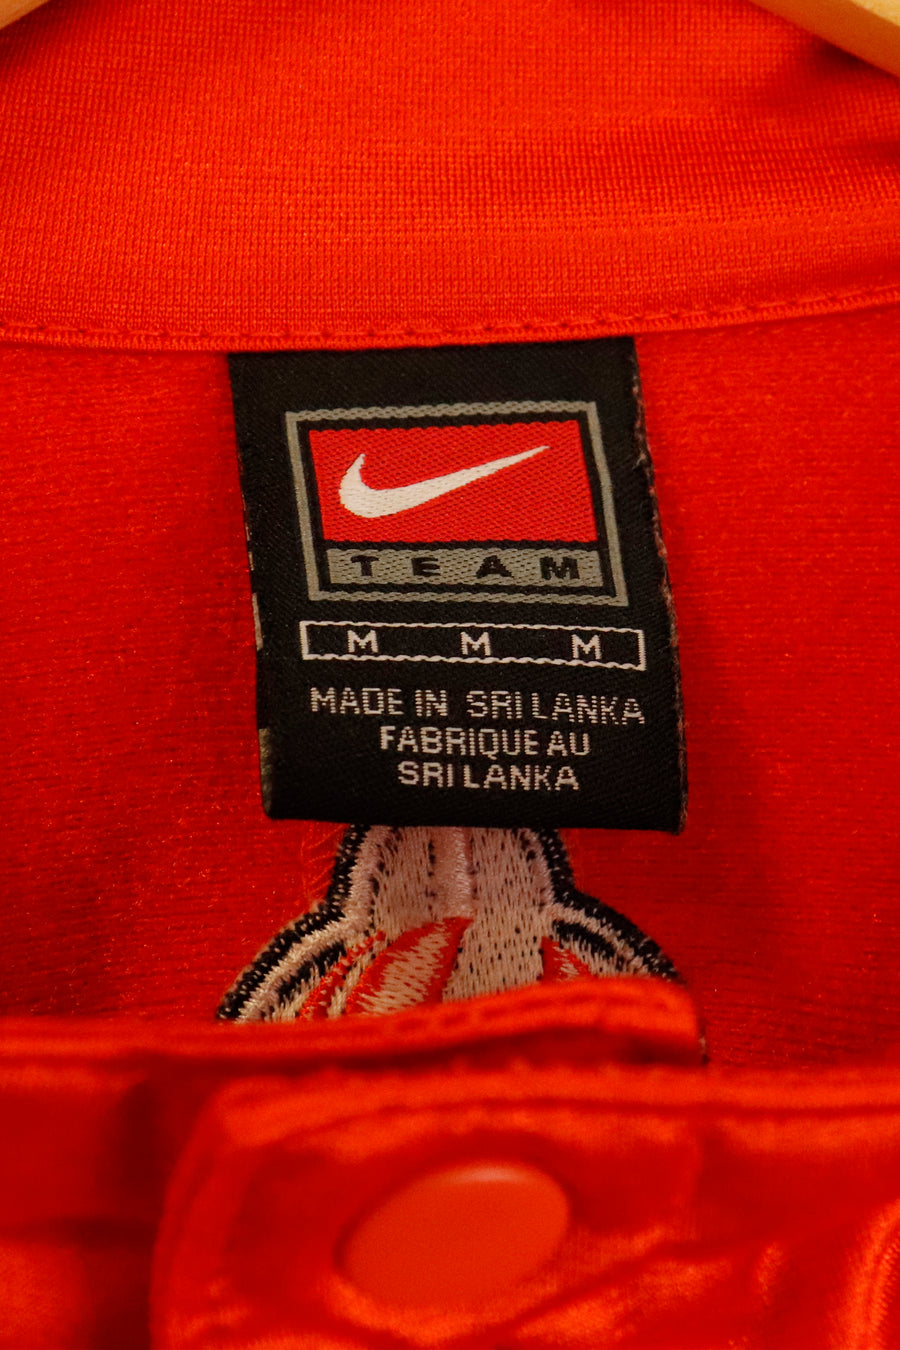 TEAM
M M M
MADE IN SRI LANKA
FABRIQUE AU
SRI LANKA